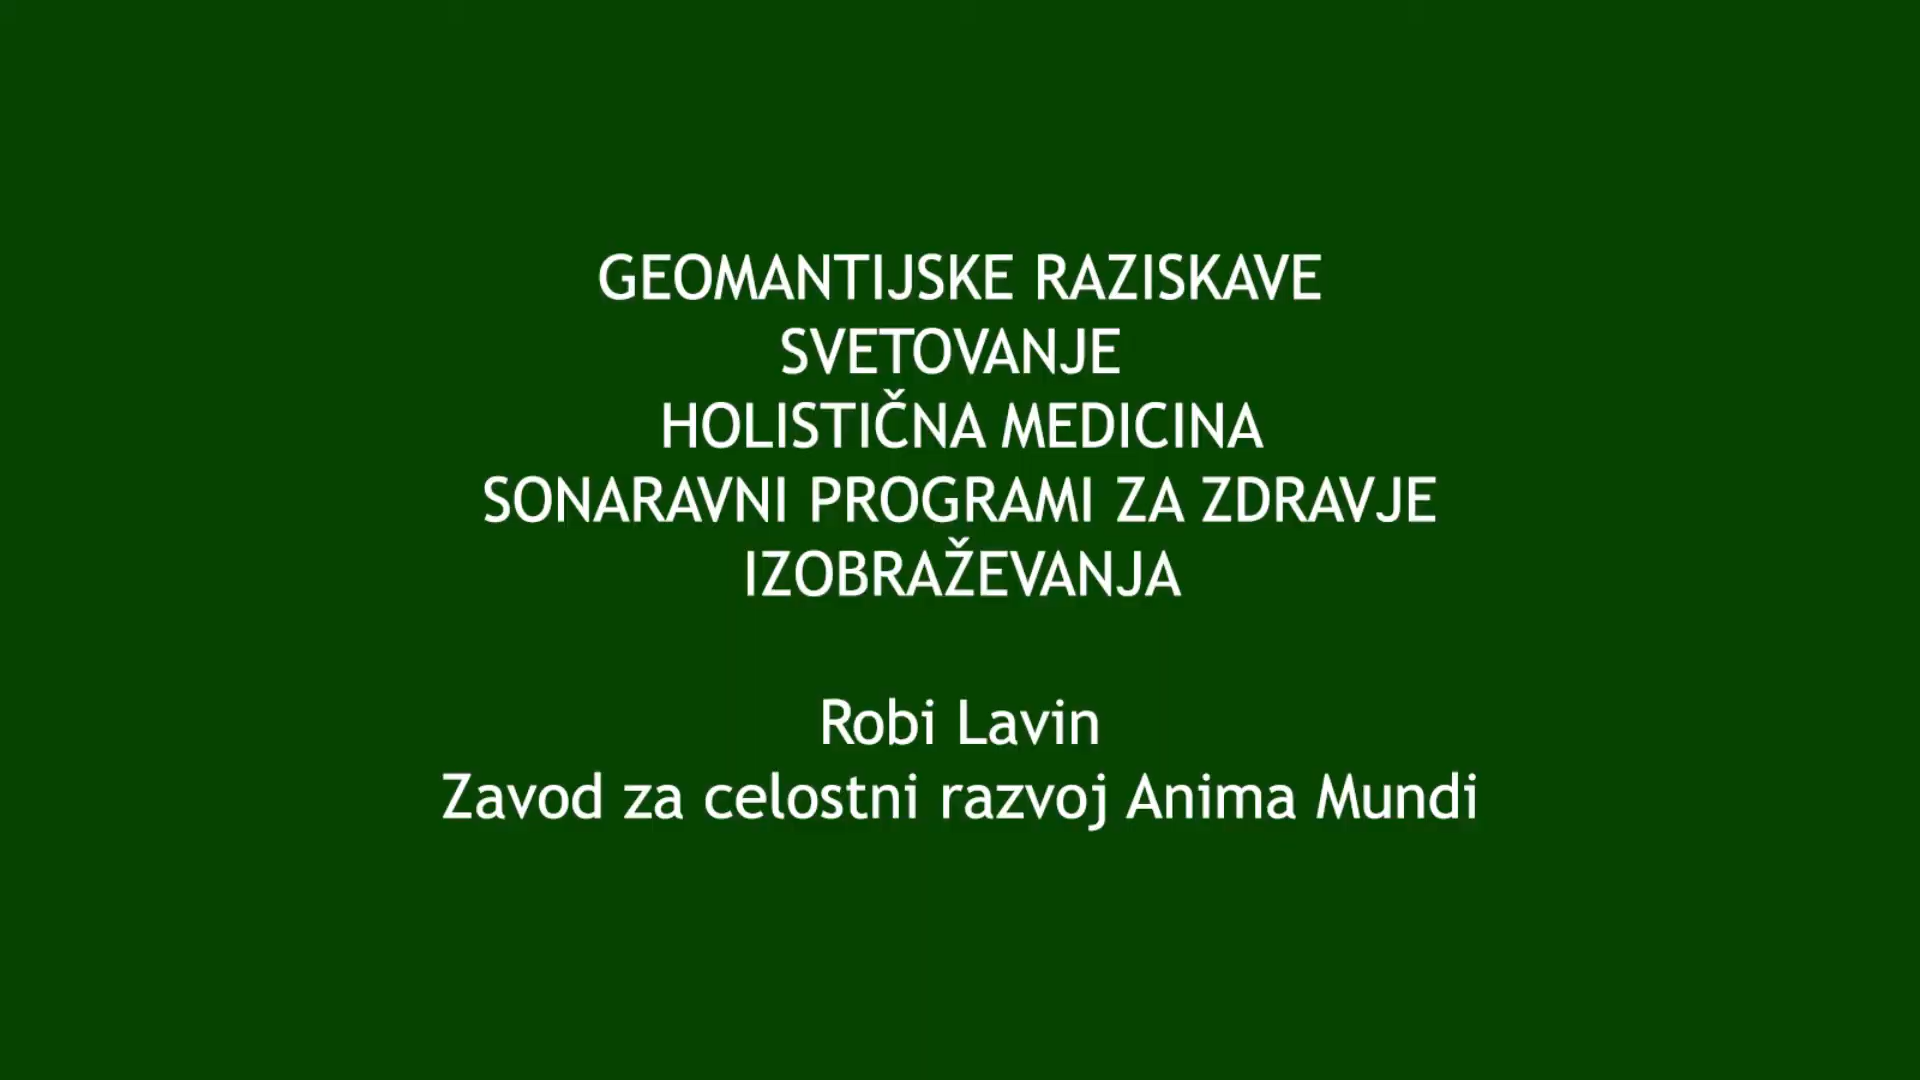 GEOMANTIJSKE RAZISKAVE
SVETOVANJE
HOLISTIČNA MEDICINA
SONARAVNI PROGRAMI ZA ZDRAVJE
IZOBRAŽEVANJA
Robi Lavin
Zavod za celostni razvoj Anima Mundi